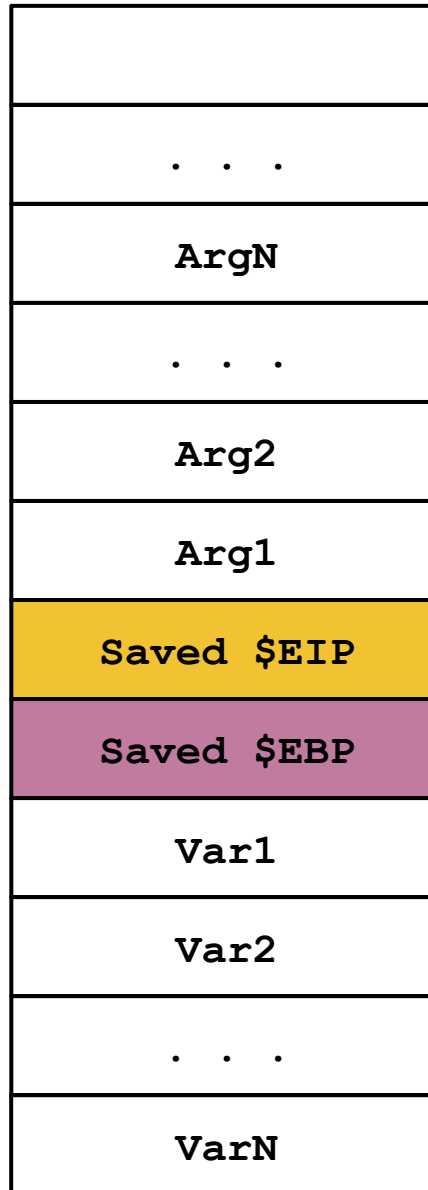 . . .
ArgN
. . .
Arg2
Arg1
Saved $EIP
Saved $EBP
Var1
Var2
. . .
VarN